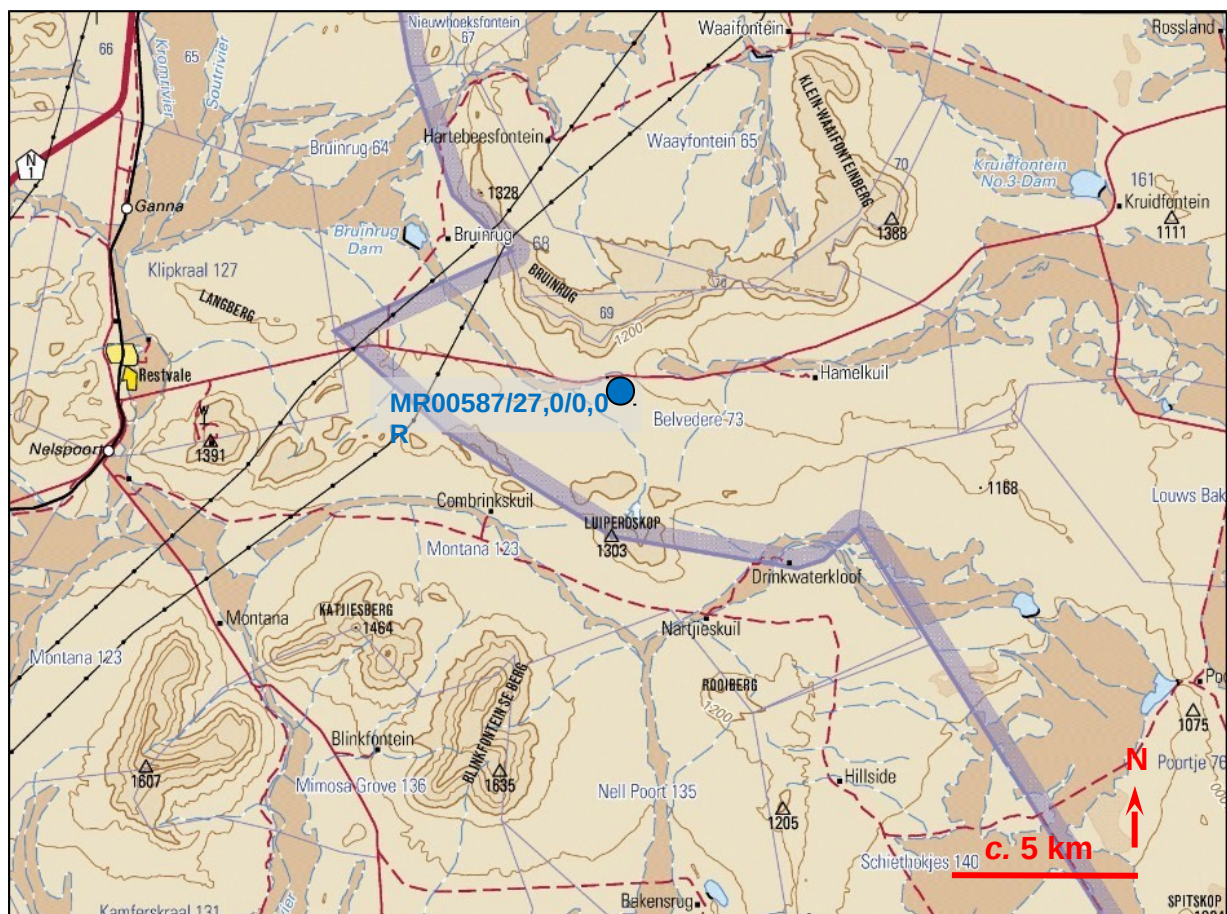 Nieuwhoeksfontein
67
Waaifontein
Rossland
66
65
Kromrivier
Soutrivier
Hartebeesfontein
Bruinrug 64
Waayfontein 65
KLEIN-WAAIFONTEINBERG
70
Kruidfontein
No.3-Dam
161
Kruidfontein
1111
N
1
Ganna
1328
1388
Bruinrug
Dam
Bruinrug
68
Klipkraal 127
BRUINRUG
70
LANGBERG
69
1200
Restvale
Hamelkuil
MR00587/27,0/0,0
R
Belvedere 73
W
Nelspoort
1391
1168
Combrinkskuil
Louws Bak
LUIPERDSKOP
1303
Montana 123
Drinkwaterkloof
KATJIESBERG
1464
Montana
Nartjieskuil
Montana 123
ROOIBERG
1200
BLINKFONTEIN SE BERG
Poo
1075
Blinkfontein
N
Poortje 76
1607
1635
Mimosa Grove 136
Nell Poort 135
Hillside
1205
c. 5 km
Schiethokjes 140
Bakensrug
SPITSKOP
Kamferskraal 131